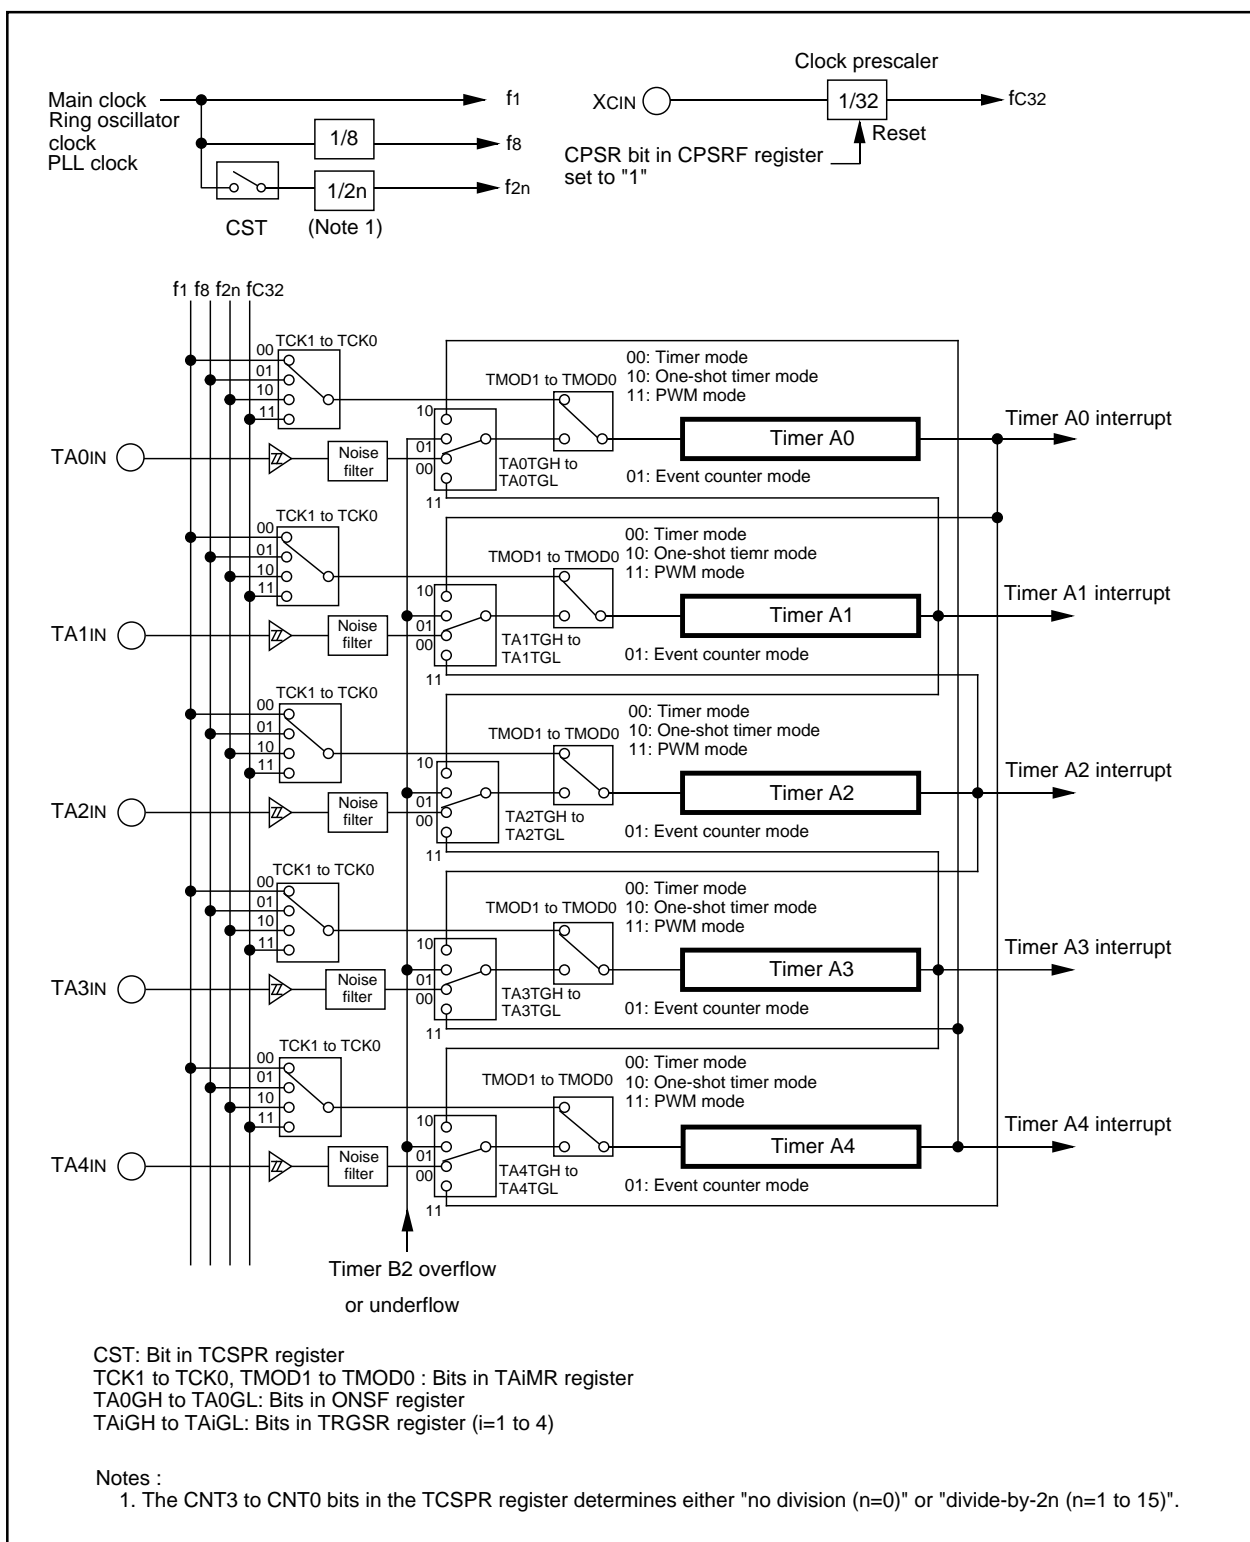 Clock prescaler
Main clock
Ring oscillator
clock
PLL clock
f1
1/8
f8
1/2n
f2n
CST
(Note 1)
XCIN
1/32
fC32
Reset
CPSR bit in CPSRF register
set to "1"
f1 f8 f2n fC32
TCK1 to TCK0
00
01
10
11
TMOD1 to TMOD0
00: Timer mode
10: One-shot timer mode
11: PWM mode
Timer A0
Timer A0 interrupt
TA0IN
Noise
filter
10
01
00
11
TA0TGH to
TA0TGL
01: Event counter mode
TCK1 to TCK0
00
01
10
11
TMOD1 to TMOD0
00: Timer mode
10: One-shot tiemr mode
11: PWM mode
Timer A1
Timer A1 interrupt
TA1IN
Noise
filter
10
01
00
11
TA1TGH to
TA1TGL
01: Event counter mode
TCK1 to TCK0
00
01
10
11
TMOD1 to TMOD0
00: Timer mode
10: One-shot timer mode
11: PWM mode
Timer A2
Timer A2 interrupt
TA2IN
Noise
filter
10
01
00
11
TA2TGH to
TA2TGL
01: Event counter mode
TCK1 to TCK0
00
01
10
11
TMOD1 to TMOD0
00: Timer mode
10: One-shot timer mode
11: PWM mode
Timer A3
Timer A3 interrupt
TA3IN
Noise
filter
10
01
00
11
TA3TGH to
TA3TGL
01: Event counter mode
TCK1 to TCK0
00
01
10
11
TMOD1 to TMOD0
00: Timer mode
10: One-shot timer mode
11: PWM mode
Timer A4
Timer A4 interrupt
TA4IN
Noise
filter
10
01
00
11
TA4TGH to
TA4TGL
01: Event counter mode
Timer B2 overflow
or underflow
CST: Bit in TCSPR register
TCK1 to TCK0, TMOD1 to TMOD0 : Bits in TAiMR register
TA0GH to TA0GL: Bits in ONSF register
TAiGH to TAiGL: Bits in TRGSR register (i=1 to 4)
Notes :
1. The CNT3 to CNT0 bits in the TCSPR register determines either "no division (n=0)" or "divide-by-2n (n=1 to 15)".